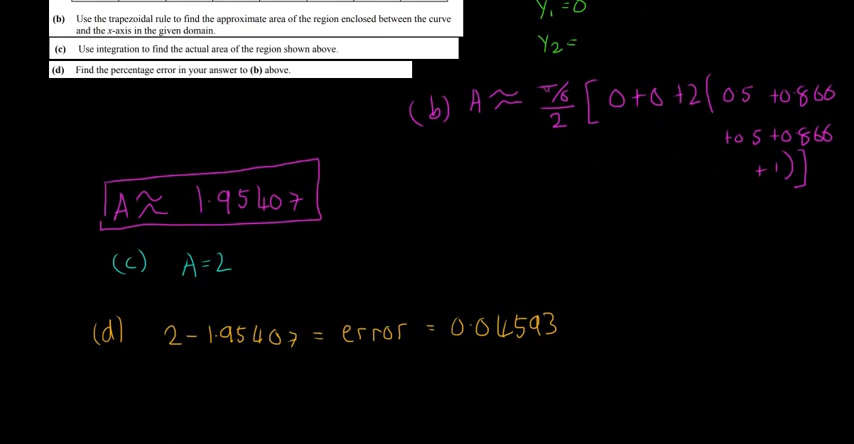 (b) Use the trapezoidal rule to find the approximate area of the region enclosed between the curve
and the x-axis in the given domain.
(c) Use integration to find the actual area of the region shown above.
(d) Find the percentage error in your answer to (b) above.
y₁ = 0
y₂ =
(b) A ≈ π/6 / 2 [ 0+0 +2( 0.5 +0.866
+0.5 +0.866
+ 1)]
A ≈ 1.95407
(c) A=2
(d) 2 - 1.95407 = error = 0.04593